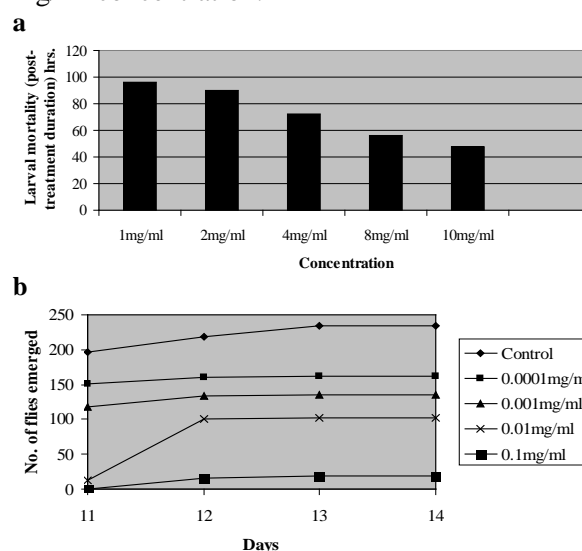 a
Larval mortality (post-
treatment duration) hrs.
120
100
80
60
40
20
0
1mg/ml 2mg/ml 4mg/ml 8mg/ml 10mg/ml
Concentration
b
No. of flies emerged
250
200
150
100
50
0
11 12 13 14
Days
Control
0.0001mg/m
0.001mg/ml
0.01mg/ml
0.1mg/ml